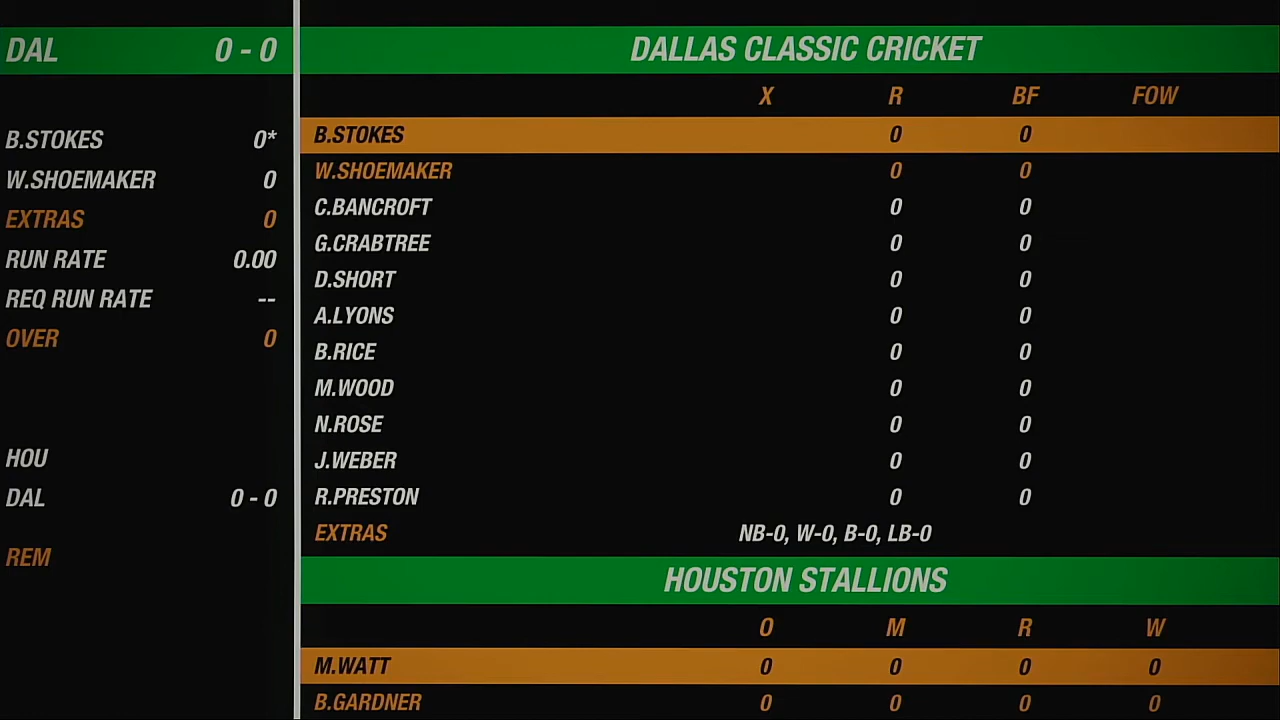 DAL 0 - 0
B.STOKES 0*
W.SHOEMAKER 0
EXTRAS 0
RUN RATE 0.00
REQ RUN RATE --
OVER 0
HOU
DAL 0 - 0
REM
DALLAS CLASSIC CRICKET
X R BF FOW
B.STOKES 0 0
W.SHOEMAKER 0 0
C.BANCROFT 0 0
G.CRABTREE 0 0
D.SHORT 0 0
A.LYONS 0 0
B.RICE 0 0
M.WOOD 0 0
N.ROSE 0 0
J.WEBER 0 0
R.PRESTON 0 0
EXTRAS NB-0, W-0, B-0, LB-0
HOUSTON STALLIONS
O M R W
M.WATT 0 0 0 0
B.GARDNER 0 0 0 0